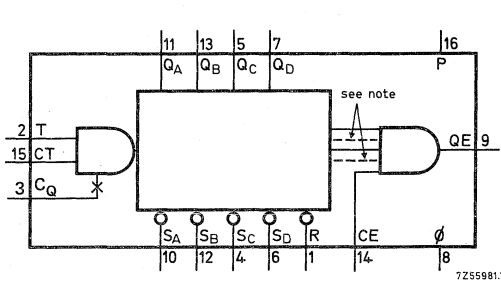 11 13 5 7 16
QA QB QC QD P
see note
2 T
15 CT
QE 9
3 CQ
SA SB SC SD R CE Ø
10 12 4 6 1 14 8
7Z55981.